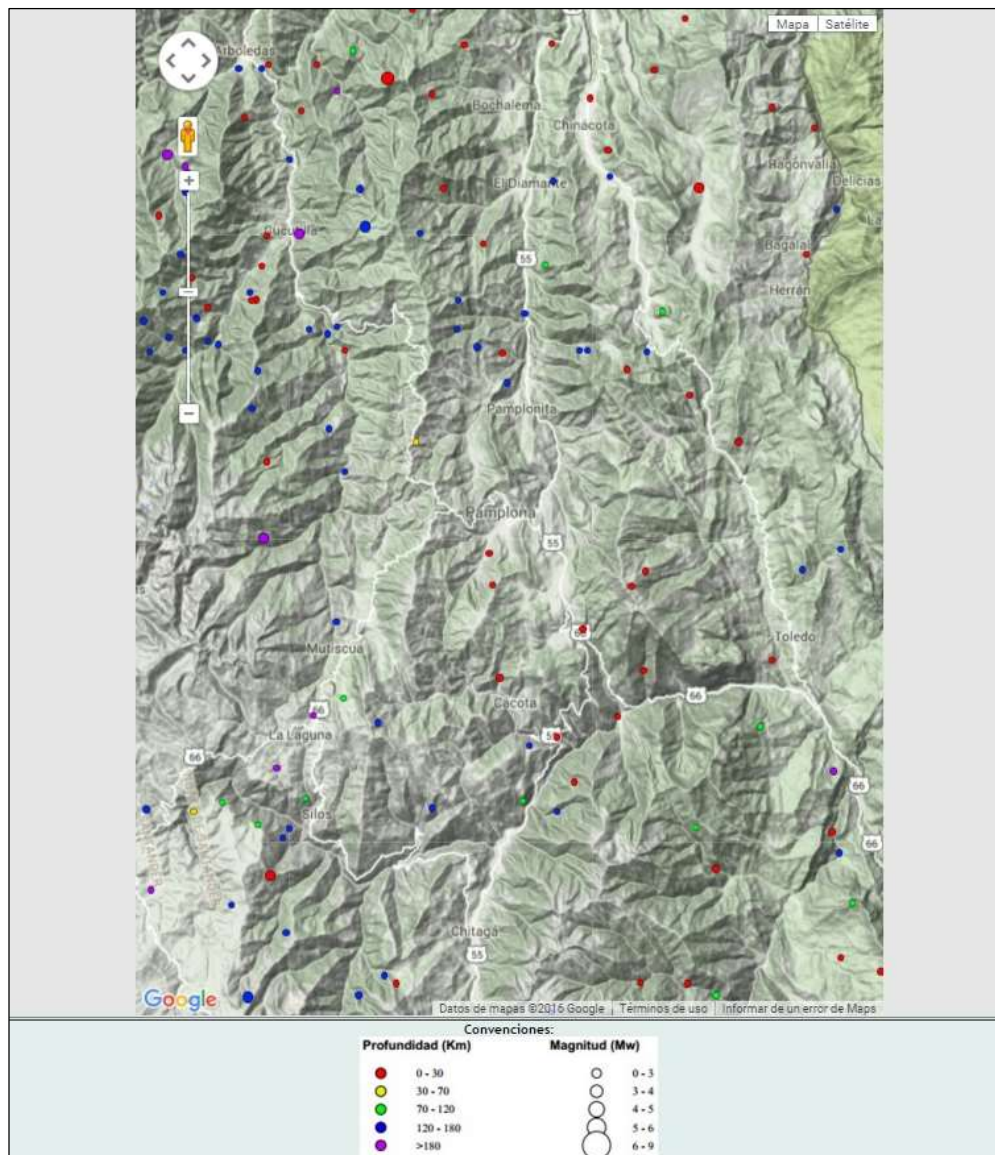 Mapa Satélite
Arboledas
Bochalema
Chinacota
Ragonvalia
El Diamante
Delicias
La
Cucutilla
Bagalal
55
Herrán
Pamplonita
Pamplona
55
Toledo
Mutiscua
66
Cacota
66
La Laguna
55
66
66
Silos
66
Chitagá
55
Google
Datos de mapas ©2016 Google Términos de uso Informar de un error de Maps
Convenciones:
Profundidad (Km) Magnitud (Mw)
0 - 30 0 - 3
30 - 70 3 - 4
70 - 120 4 - 5
120 - 180 5 - 6
>180 6 - 9